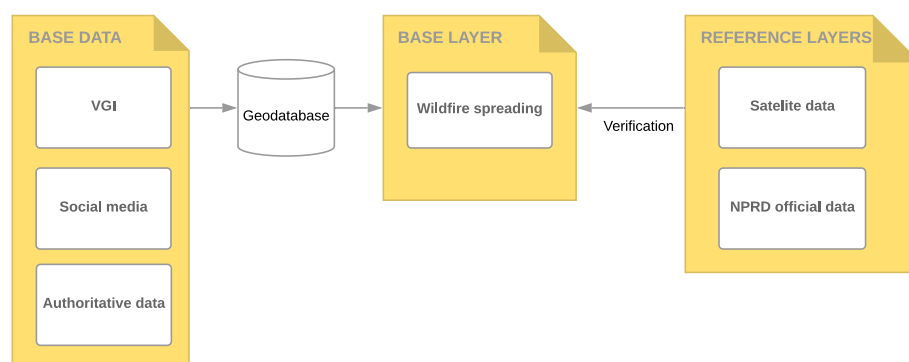 BASE DATA
VGI
Social media
Authoritative data
Geodatabase
BASE LAYER
Wildfire spreading
Verification
REFERENCE LAYERS
Satelite data
NPRD official data